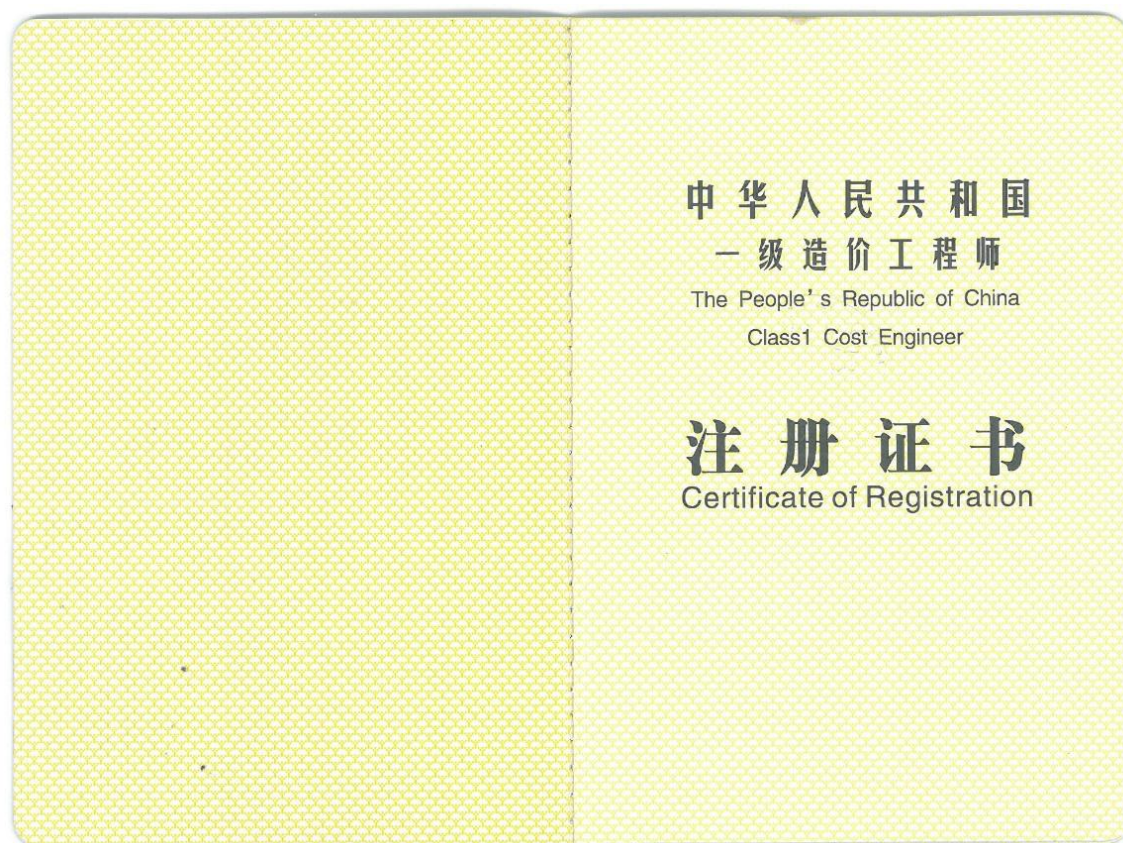 中华人民共和国
一级造价工程师
The People's Republic of China
Class1 Cost Engineer
注册证书
Certificate of Registration